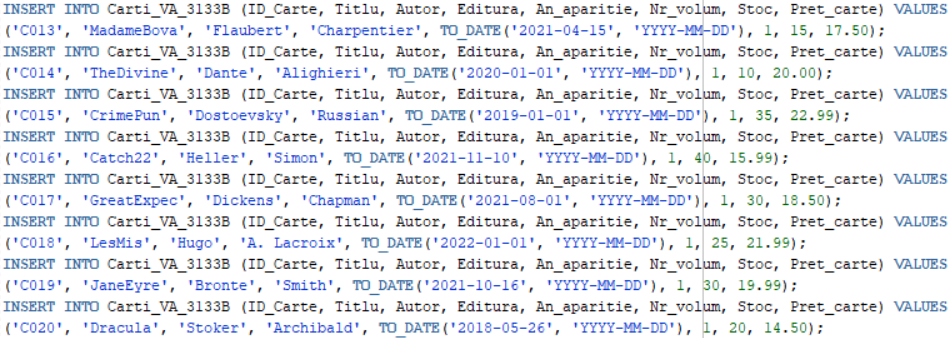 INSERT INTO Carti_VA_3133B (ID_Carte, Titlu, Autor, Editura, An_aparitie, Nr_volum, Stoc, Pret_carte) VALUES
('C013', 'MadameBova', 'Flaubert', 'Charpentier', TO_DATE('2021-04-15', 'YYYY-MM-DD'), 1, 15, 17.50);
INSERT INTO Carti_VA_3133B (ID_Carte, Titlu, Autor, Editura, An_aparitie, Nr_volum, Stoc, Pret_carte) VALUES
('C014', 'TheDivine', 'Dante', 'Alighieri', TO_DATE('2020-01-01', 'YYYY-MM-DD'), 1, 10, 20.00);
INSERT INTO Carti_VA_3133B (ID_Carte, Titlu, Autor, Editura, An_aparitie, Nr_volum, Stoc, Pret_carte) VALUES
('C015', 'CrimePun', 'Dostoevsky', 'Russian', TO_DATE('2019-01-01', 'YYYY-MM-DD'), 1, 35, 22.99);
INSERT INTO Carti_VA_3133B (ID_Carte, Titlu, Autor, Editura, An_aparitie, Nr_volum, Stoc, Pret_carte) VALUES
('C016', 'Catch22', 'Heller', 'Simon', TO_DATE('2021-11-10', 'YYYY-MM-DD'), 1, 40, 15.99);
INSERT INTO Carti_VA_3133B (ID_Carte, Titlu, Autor, Editura, An_aparitie, Nr_volum, Stoc, Pret_carte) VALUES
('C017', 'GreatExpec', 'Dickens', 'Chapman', TO_DATE('2021-08-01', 'YYYY-MM-DD'), 1, 30, 18.50);
INSERT INTO Carti_VA_3133B (ID_Carte, Titlu, Autor, Editura, An_aparitie, Nr_volum, Stoc, Pret_carte) VALUES
('C018', 'LesMis', 'Hugo', 'A. Lacroix', TO_DATE('2022-01-01', 'YYYY-MM-DD'), 1, 25, 21.99);
INSERT INTO Carti_VA_3133B (ID_Carte, Titlu, Autor, Editura, An_aparitie, Nr_volum, Stoc, Pret_carte) VALUES
('C019', 'JaneEyre', 'Bronte', 'Smith', TO_DATE('2021-10-16', 'YYYY-MM-DD'), 1, 30, 19.99);
INSERT INTO Carti_VA_3133B (ID_Carte, Titlu, Autor, Editura, An_aparitie, Nr_volum, Stoc, Pret_carte) VALUES
('C020', 'Dracula', 'Stoker', 'Archibald', TO_DATE('2018-05-26', 'YYYY-MM-DD'), 1, 20, 14.50);